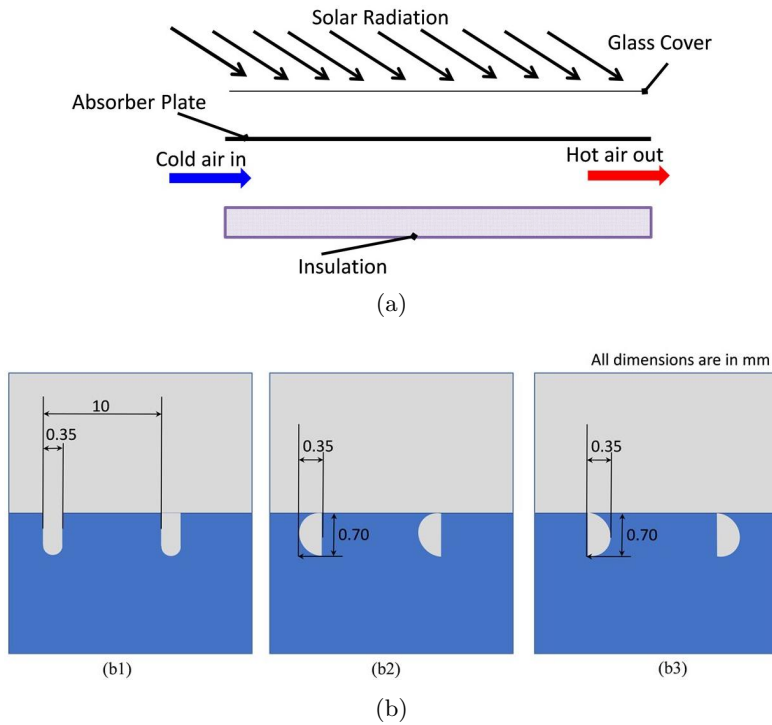 Solar Radiation
Glass Cover
Absorber Plate
Cold air in
Hot air out
Insulation
(a)
All dimensions are in mm
10
0.35
0.35
0.35
0.70
0.70
(b1)
(b2)
(b3)
(b)